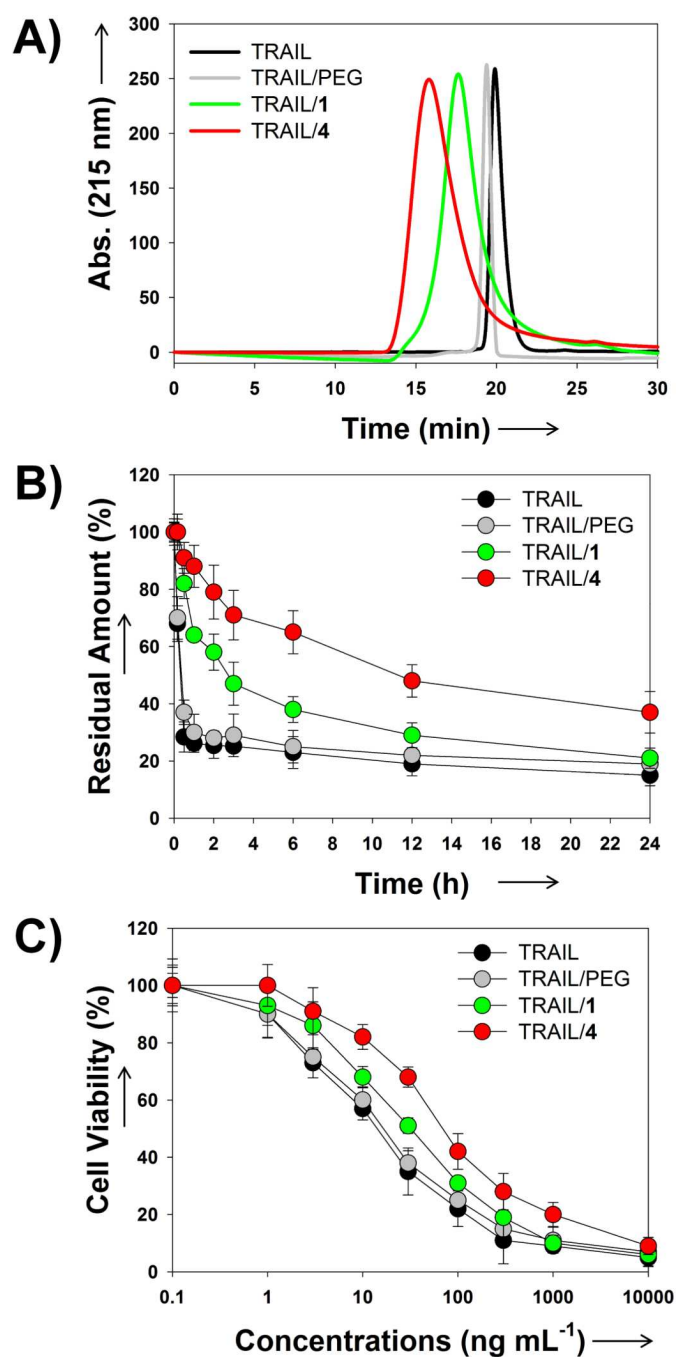 A)
Abs. (215 nm)
300
250
200
150
100
50
0
TRAIL
TRAIL/PEG
TRAIL/1
TRAIL/4
0 5 10 15 20 25 30
Time (min)
B)
Residual Amount (%)
120
100
80
60
40
20
0
TRAIL
TRAIL/PEG
TRAIL/1
TRAIL/4
0 2 4 6 8 10 12 14 16 18 20 22 24
Time (h)
C)
Cell Viability (%)
120
100
80
60
40
20
0
TRAIL
TRAIL/PEG
TRAIL/1
TRAIL/4
0.1 1 10 100 1000 10000
Concentrations (ng mL⁻¹)